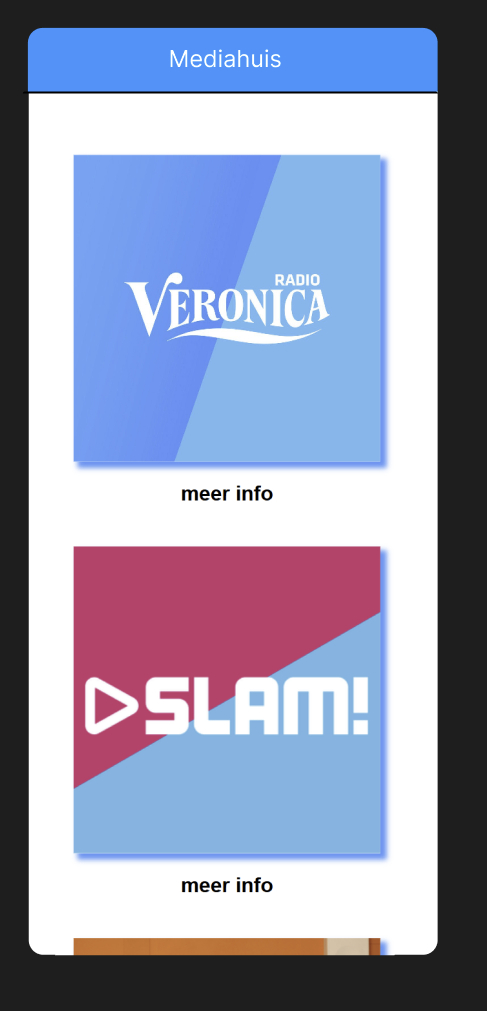 Mediahuis
RADIO
VERONICA
meer info
SLAM!
meer info